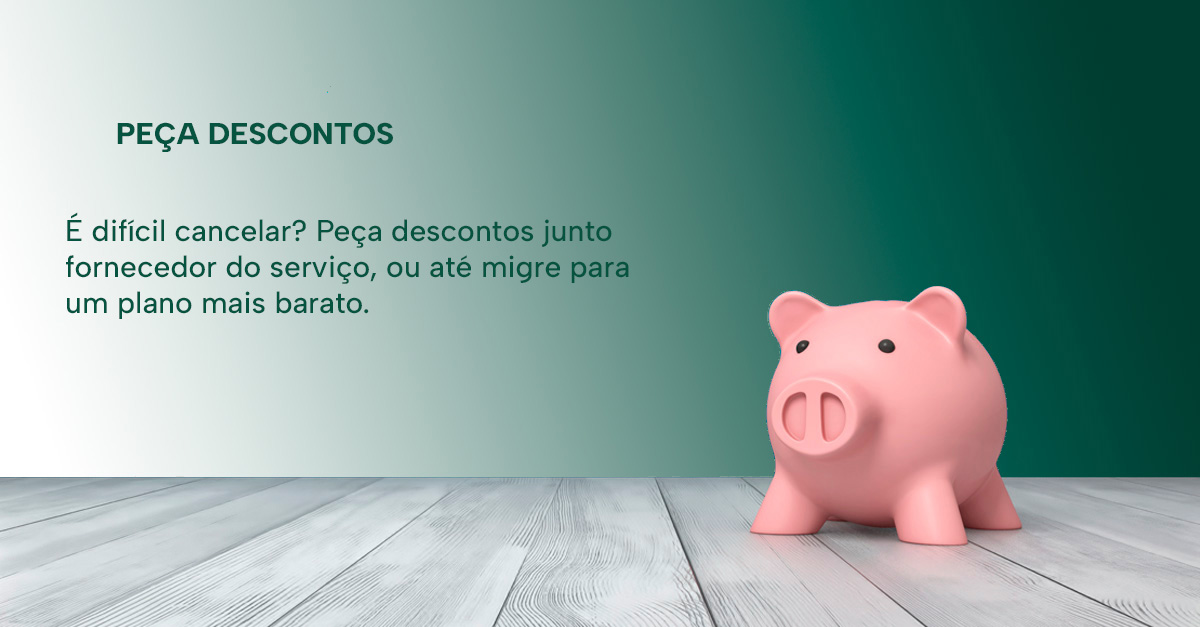 PEÇA DESCONTOS
É difícil cancelar? Peça descontos junto
fornecedor do serviço, ou até migre para
um plano mais barato.